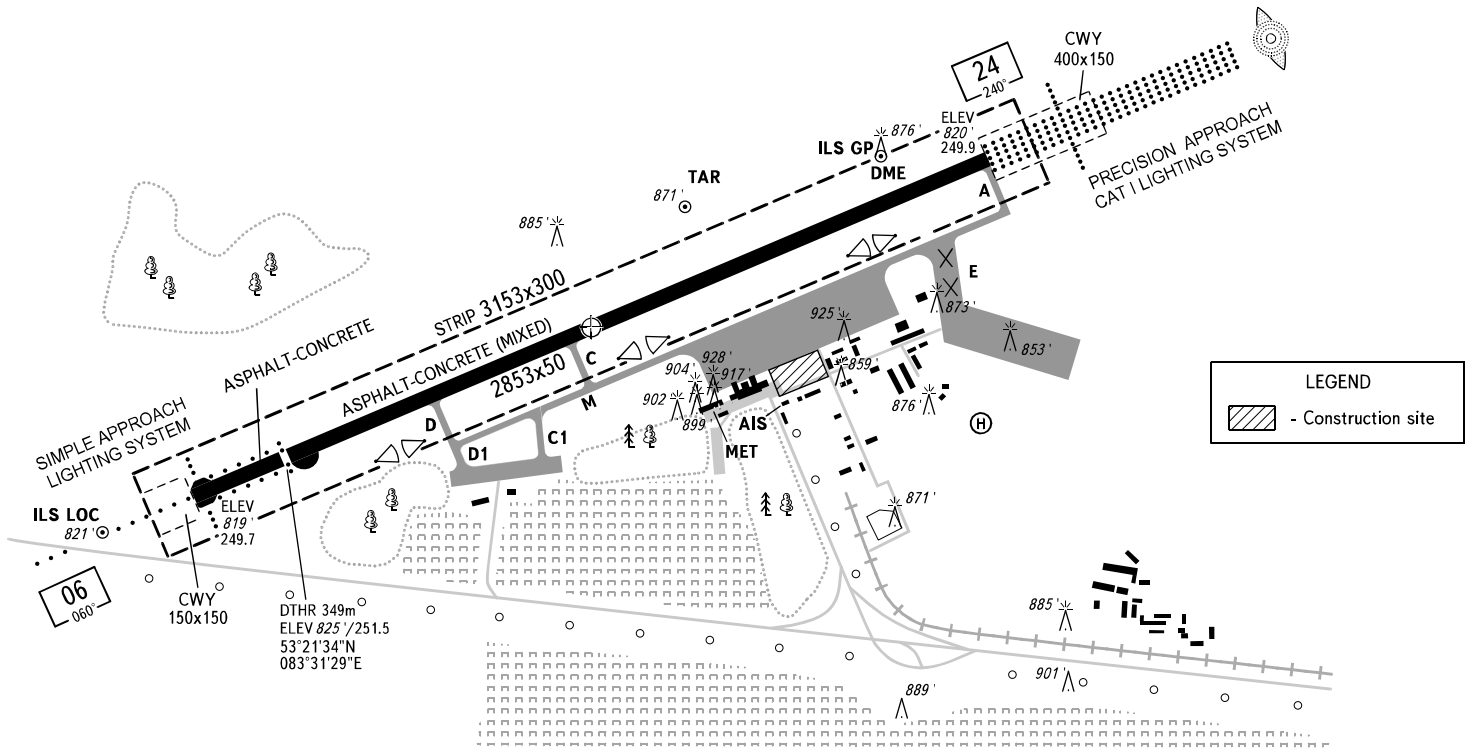 CWY
400x150
24
240°
ELEV
820'
249.9
876'
ILS GP
DME
PRECISION APPROACH
CAT I LIGHTING SYSTEM
A
TAR
871'
885'
E
STRIP 3153x300
873'
925'
853'
ASPHALT-CONCRETE
ASPHALT-CONCRETE (MIXED)
2853x50
C
928'
904'
917'
859'
LEGEND
- Construction site
M
902
899'
876'
AIS
H
MET
SIMPLE APPROACH
LIGHTING SYSTEM
D
C1
D1
ILS LOC
821'
ELEV
819'
249.7
871'
06
060°
CWY
150x150
DTHR 349m
ELEV 825'/251.5
53°21'34"N
083°31'29"E
885'
901'
889'